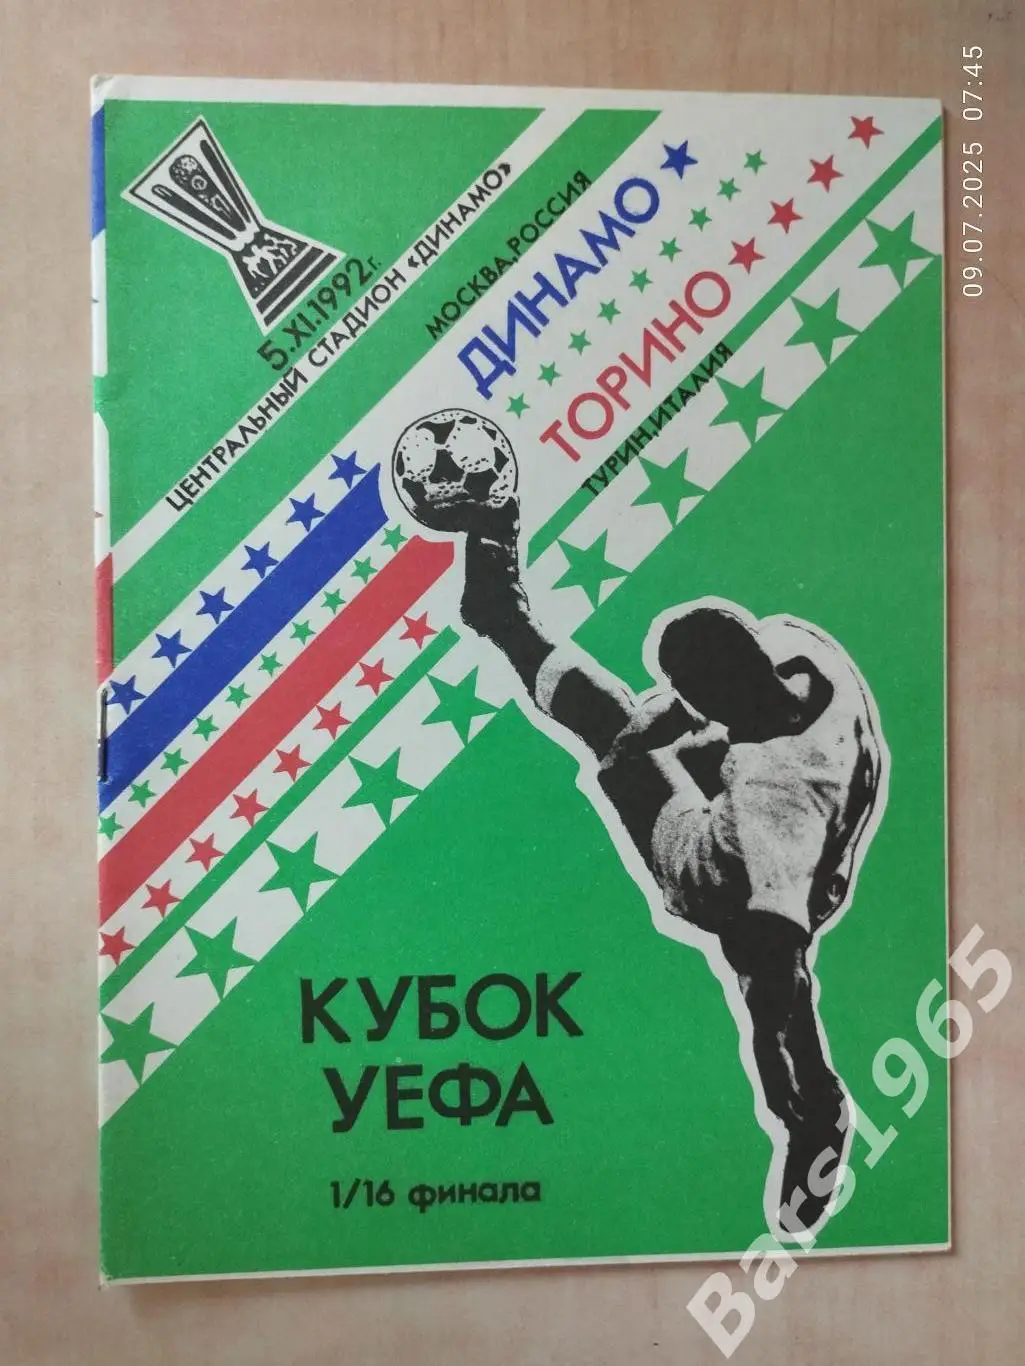 5.XI.1992г.
ЦЕНТРАЛЬНЫЙ СТАДИОН «ДИНАМО»
МОСКВА,РОССИЯ
ДИНАМО
ТОРИНО
ТУРИН,ИТАЛИЯ
КУБОК
УЕФА
1/16 финала
09.07.2025 07:45
Bars1965